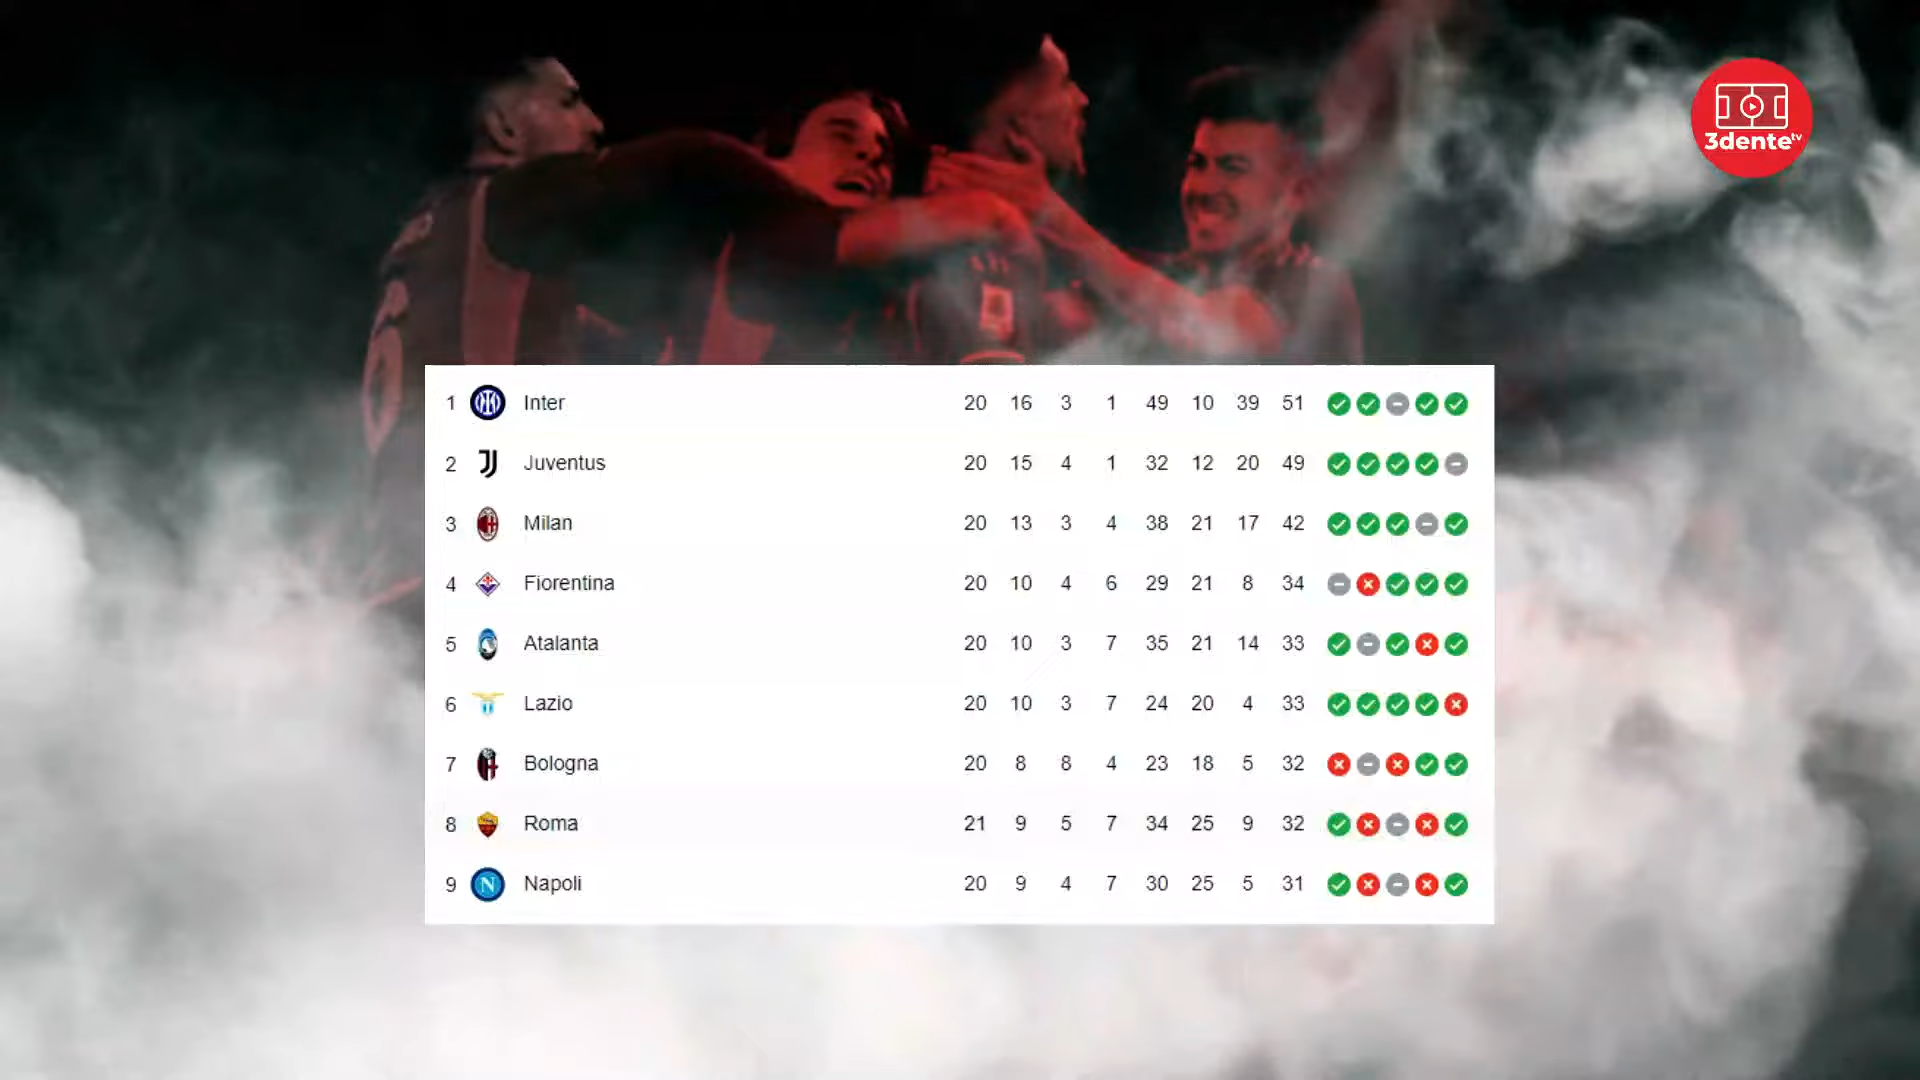 3dente tv
1 Inter 20 16 3 1 49 10 39 51
2 Juventus 20 15 4 1 32 12 20 49
3 Milan 20 13 3 4 38 21 17 42
4 Fiorentina 20 10 4 6 29 21 8 34
5 Atalanta 20 10 3 7 35 21 14 33
6 Lazio 20 10 3 7 24 20 4 33
7 Bologna 20 8 8 4 23 18 5 32
8 Roma 21 9 5 7 34 25 9 32
9 N Napoli 20 9 4 7 30 25 5 31